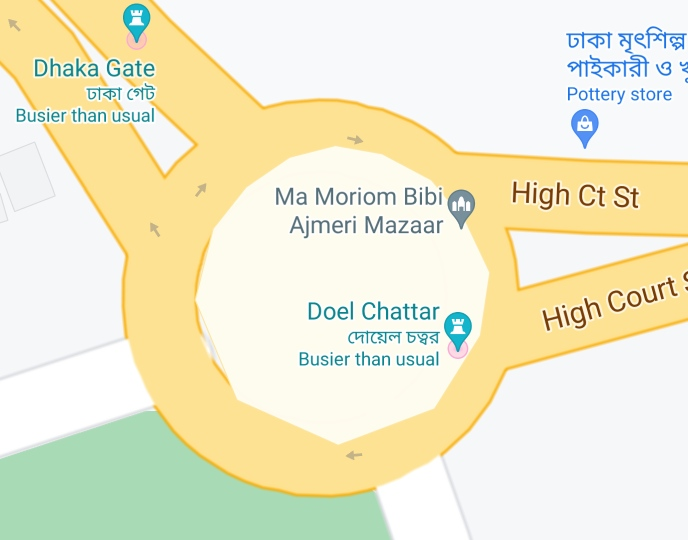 Dhaka Gate
ঢাকা গেট
Busier than usual
ঢাকা মৃৎশিল্প
পাইকারী ও
Pottery store
High Ct St
Ma Moriom Bibi
Ajmeri Mazaar
High Court
Doel Chattar
দোয়েল চত্বর
Busier than usual